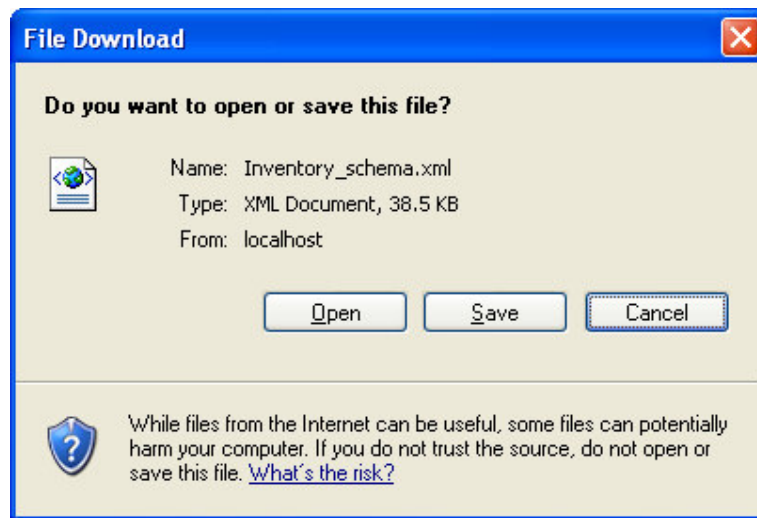 File Download
Do you want to open or save this file?
Name: Inventory_schema.xml
Type: XML Document, 38.5 KB
From: localhost
Open Save Cancel
While files from the Internet can be useful, some files can potentially
harm your computer. If you do not trust the source, do not open or
save this file. What's the risk?